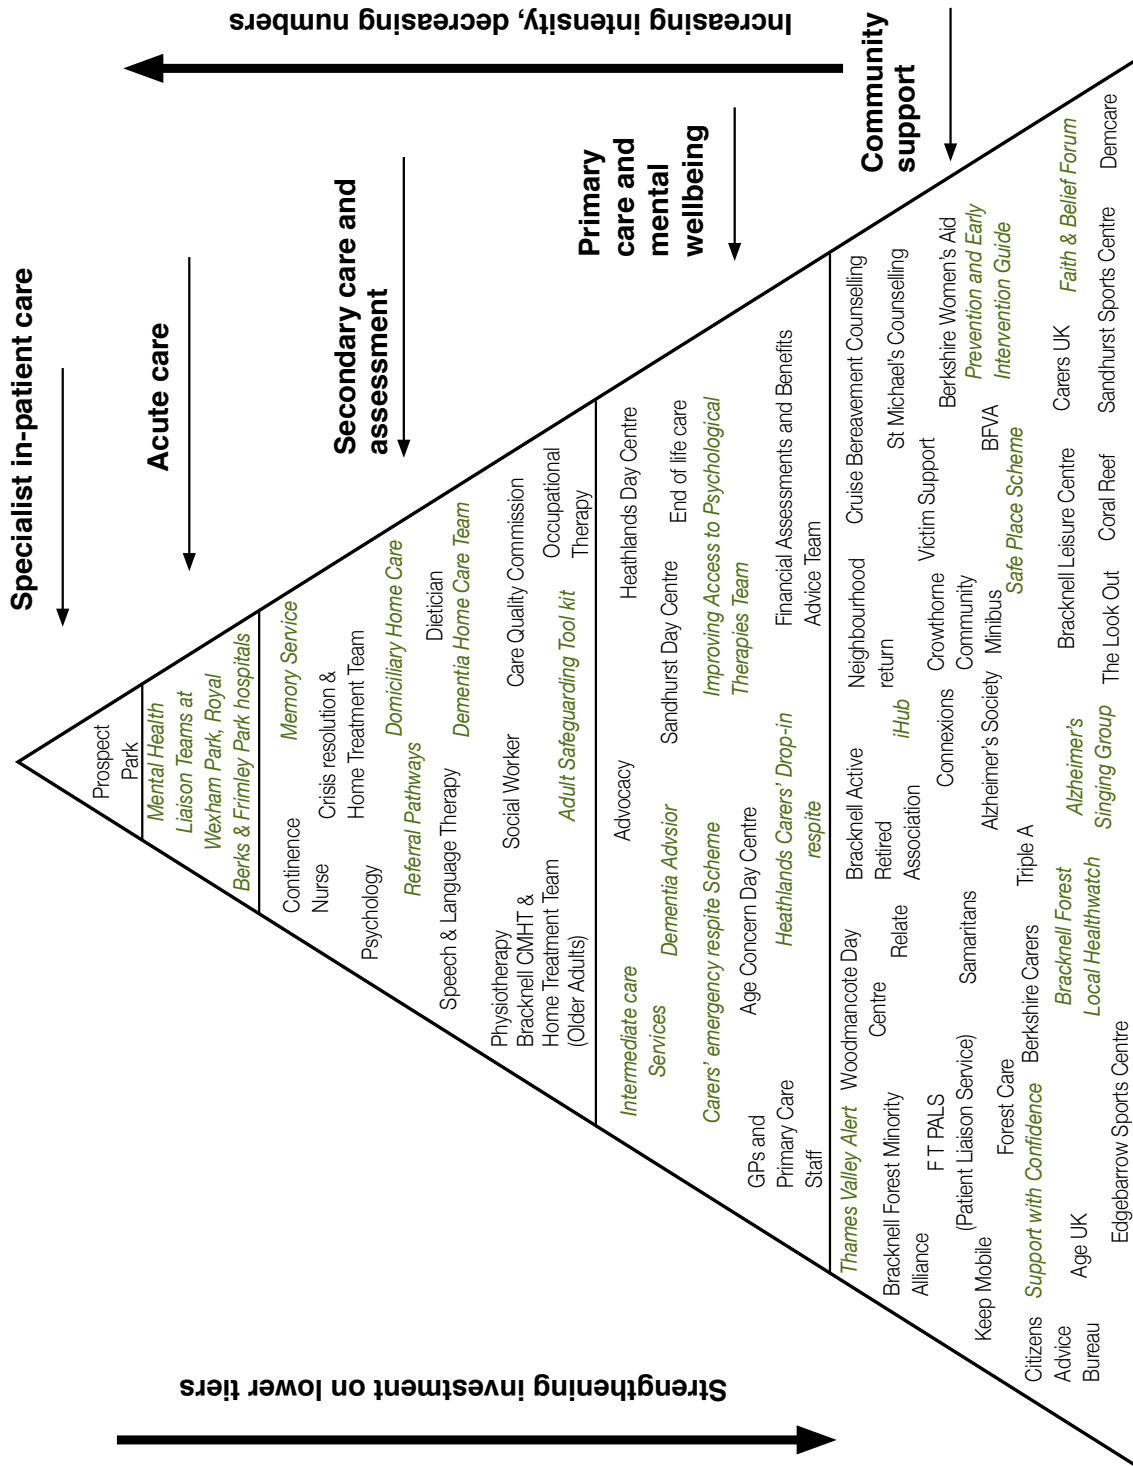 Specialist in-patient care
Acute care
Secondary care and
assessment
Primary
care and
mental
wellbeing
Community
support
Increasing intensity, decreasing numbers
Strengthening investment on lower tiers
Prospect
Park
Mental Health
Liaison Teams at
Wexham Park, Royal
Berks & Frimley Park hospitals
Continence
Nurse
Memory Service
Crisis resolution &
Home Treatment Team
Psychology
Domiciliary Home Care
Referral Pathways
Dietician
Speech & Language Therapy
Dementia Home Care Team
Physiotherapy
Social Worker
Care Quality Commission
Bracknell CMHT &
Home Treatment Team
(Older Adults)
Adult Safeguarding Tool kit
Occupational
Therapy
Intermediate care
Services
Advocacy
Heathlands Day Centre
Dementia Advsior
Sandhurst Day Centre
End of life care
Carers' emergency respite Scheme
Improving Access to Psychological
Therapies Team
Age Concern Day Centre
GPs and
Primary Care
Staff
Heathlands Carers' Drop-in
respite
Financial Assessments and Benefits
Advice Team
Thames Valley Alert
Woodmancote Day
Centre
Bracknell Active
Retired
Association
Neighbourhood
return
Cruise Bereavement Counselling
Bracknell Forest Minority
Alliance
Relate
iHub
St Michael's Counselling
F T PALS
(Patient Liaison Service)
Samaritans
Connexions
Crowthorne
Community
Minibus
Victim Support
Berkshire Women's Aid
Prevention and Early
Intervention Guide
Keep Mobile
Forest Care
Alzheimer's Society
BFVA
Citizens
Advice
Bureau
Support with Confidence
Berkshire Carers
Triple A
Safe Place Scheme
Age UK
Bracknell Forest
Local Healthwatch
Alzheimer's
Singing Group
Bracknell Leisure Centre
Carers UK
Faith & Belief Forum
Edgebarrow Sports Centre
The Look Out
Coral Reef
Sandhurst Sports Centre
Demcare